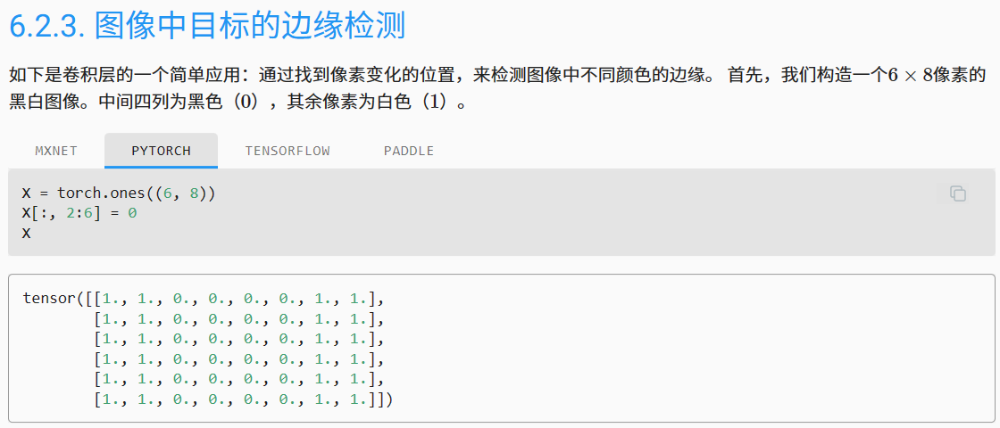 6.2.3. 图像中目标的边缘检测
如下是卷积层的一个简单应用：通过找到像素变化的位置，来检测图像中不同颜色的边缘。 首先，我们构造一个6 × 8像素的
黑白图像。中间四列为黑色（0），其余像素为白色（1）。
MXNET PYTORCH TENSORFLOW PADDLE
X = torch.ones((6, 8))
X[:, 2:6] = 0
X
tensor([[1., 1., 0., 0., 0., 0., 1., 1.],
        [1., 1., 0., 0., 0., 0., 1., 1.],
        [1., 1., 0., 0., 0., 0., 1., 1.],
        [1., 1., 0., 0., 0., 0., 1., 1.],
        [1., 1., 0., 0., 0., 0., 1., 1.],
        [1., 1., 0., 0., 0., 0., 1., 1.]])